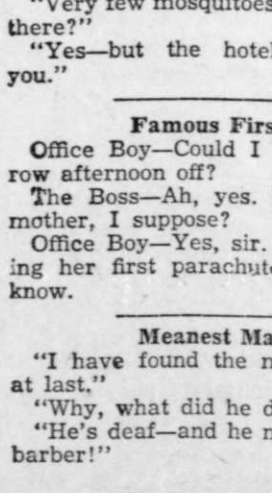 "Very few mosquitoes
there?"
"Yes—but the hote
you."
Famous Firs
Office Boy—Could I
row afternoon off?
The Boss—Ah, yes.
mother, I suppose?
Office Boy—Yes, sir.
ing her first parachut
know.
Meanest Ma
"I have found the
at last."
"Why, what did he d
"He's deaf—and he
barber!"